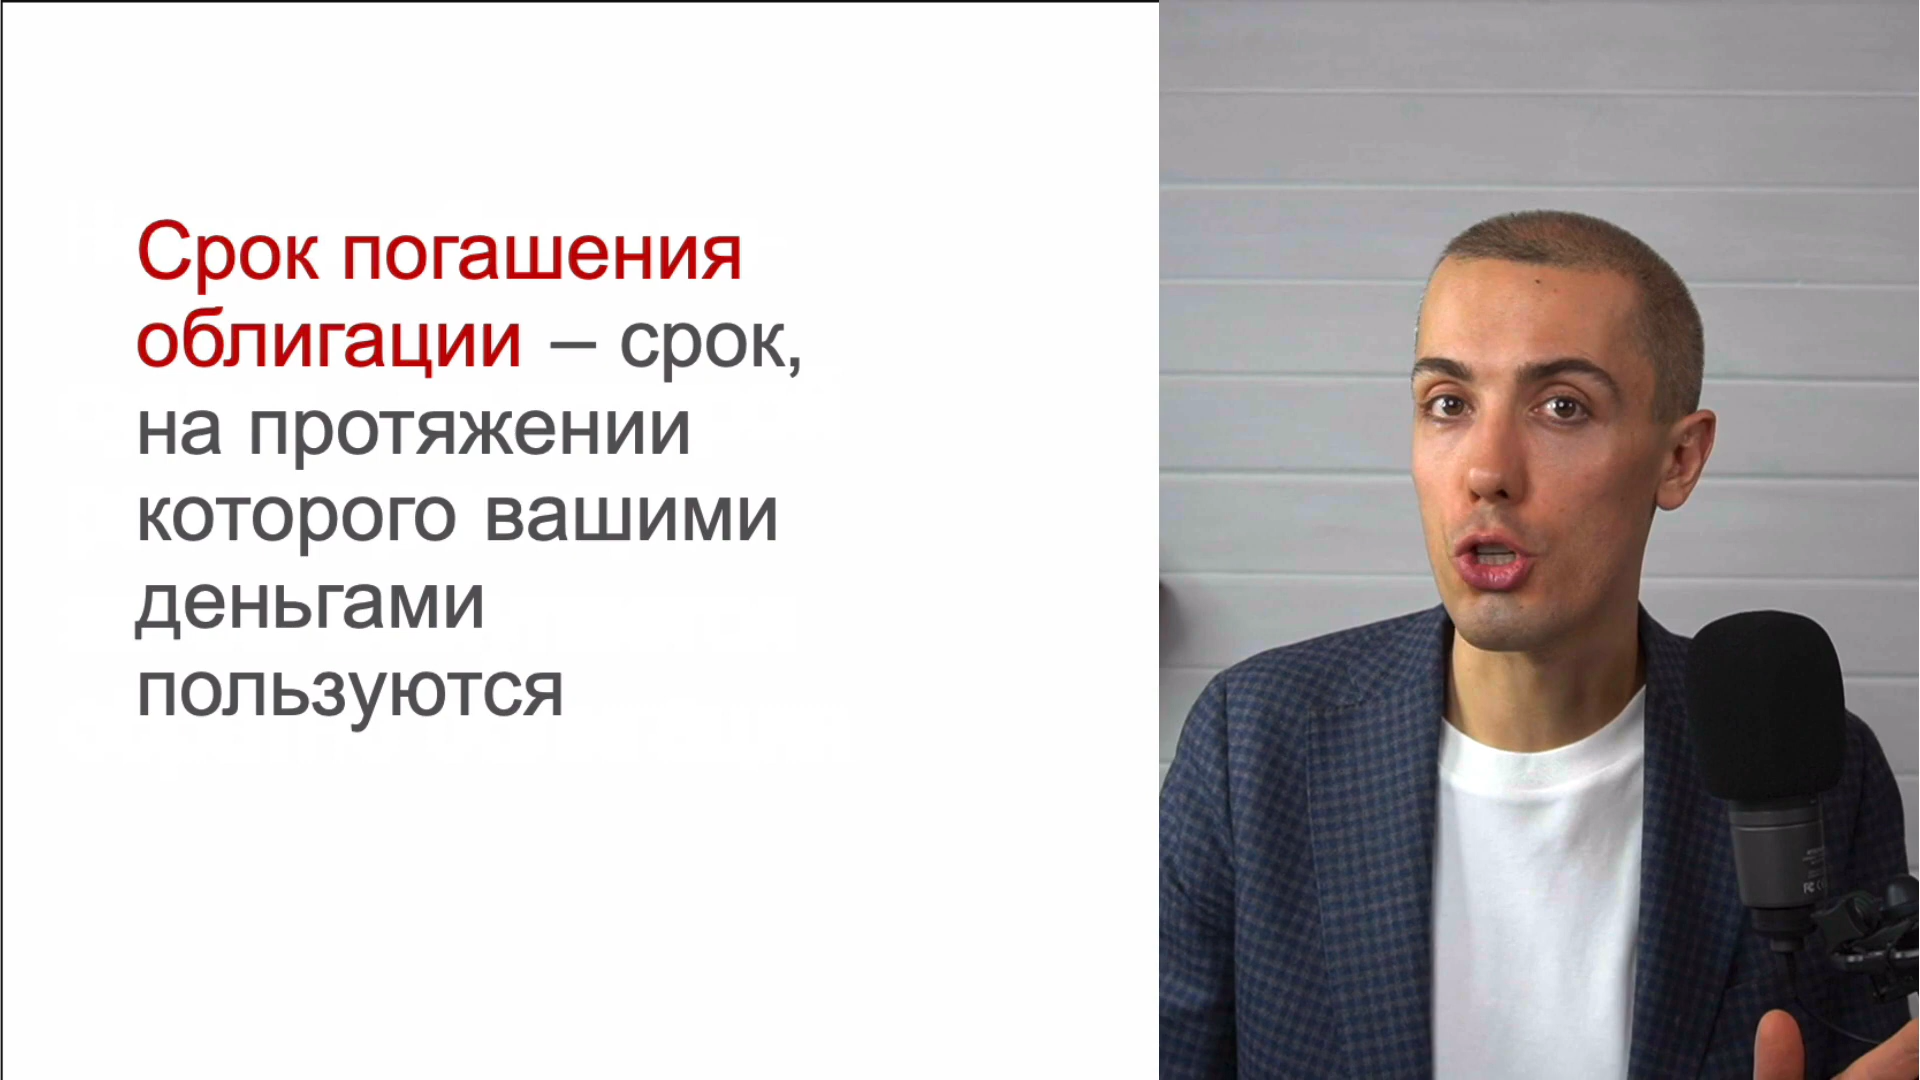 Срок погашения
облигации – срок,
на протяжении
которого вашими
деньгами
пользуются